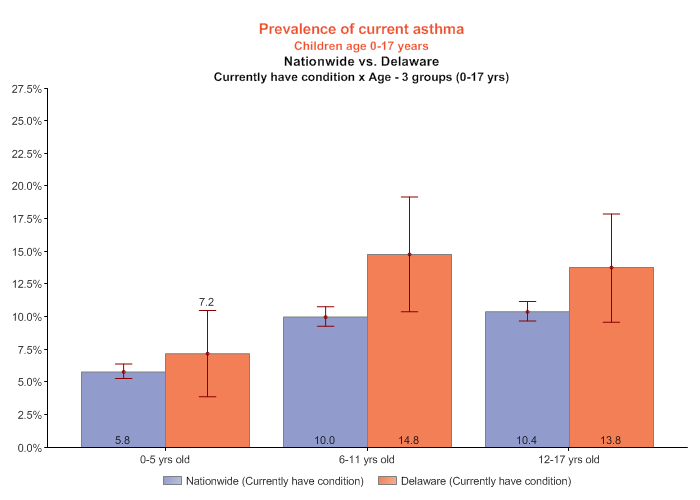 Prevalence of current asthma
Children age 0-17 years
Nationwide vs. Delaware
Currently have condition x Age - 3 groups (0-17 yrs)
27.5%
25.0%
22.5%
20.0%
17.5%
15.0%
12.5%
10.0%
7.5%
5.0%
2.5%
0.0%
7.2
5.8
10.0
14.8
10.4
13.8
0-5 yrs old
6-11 yrs old
12-17 yrs old
Nationwide (Currently have condition)
Delaware (Currently have condition)